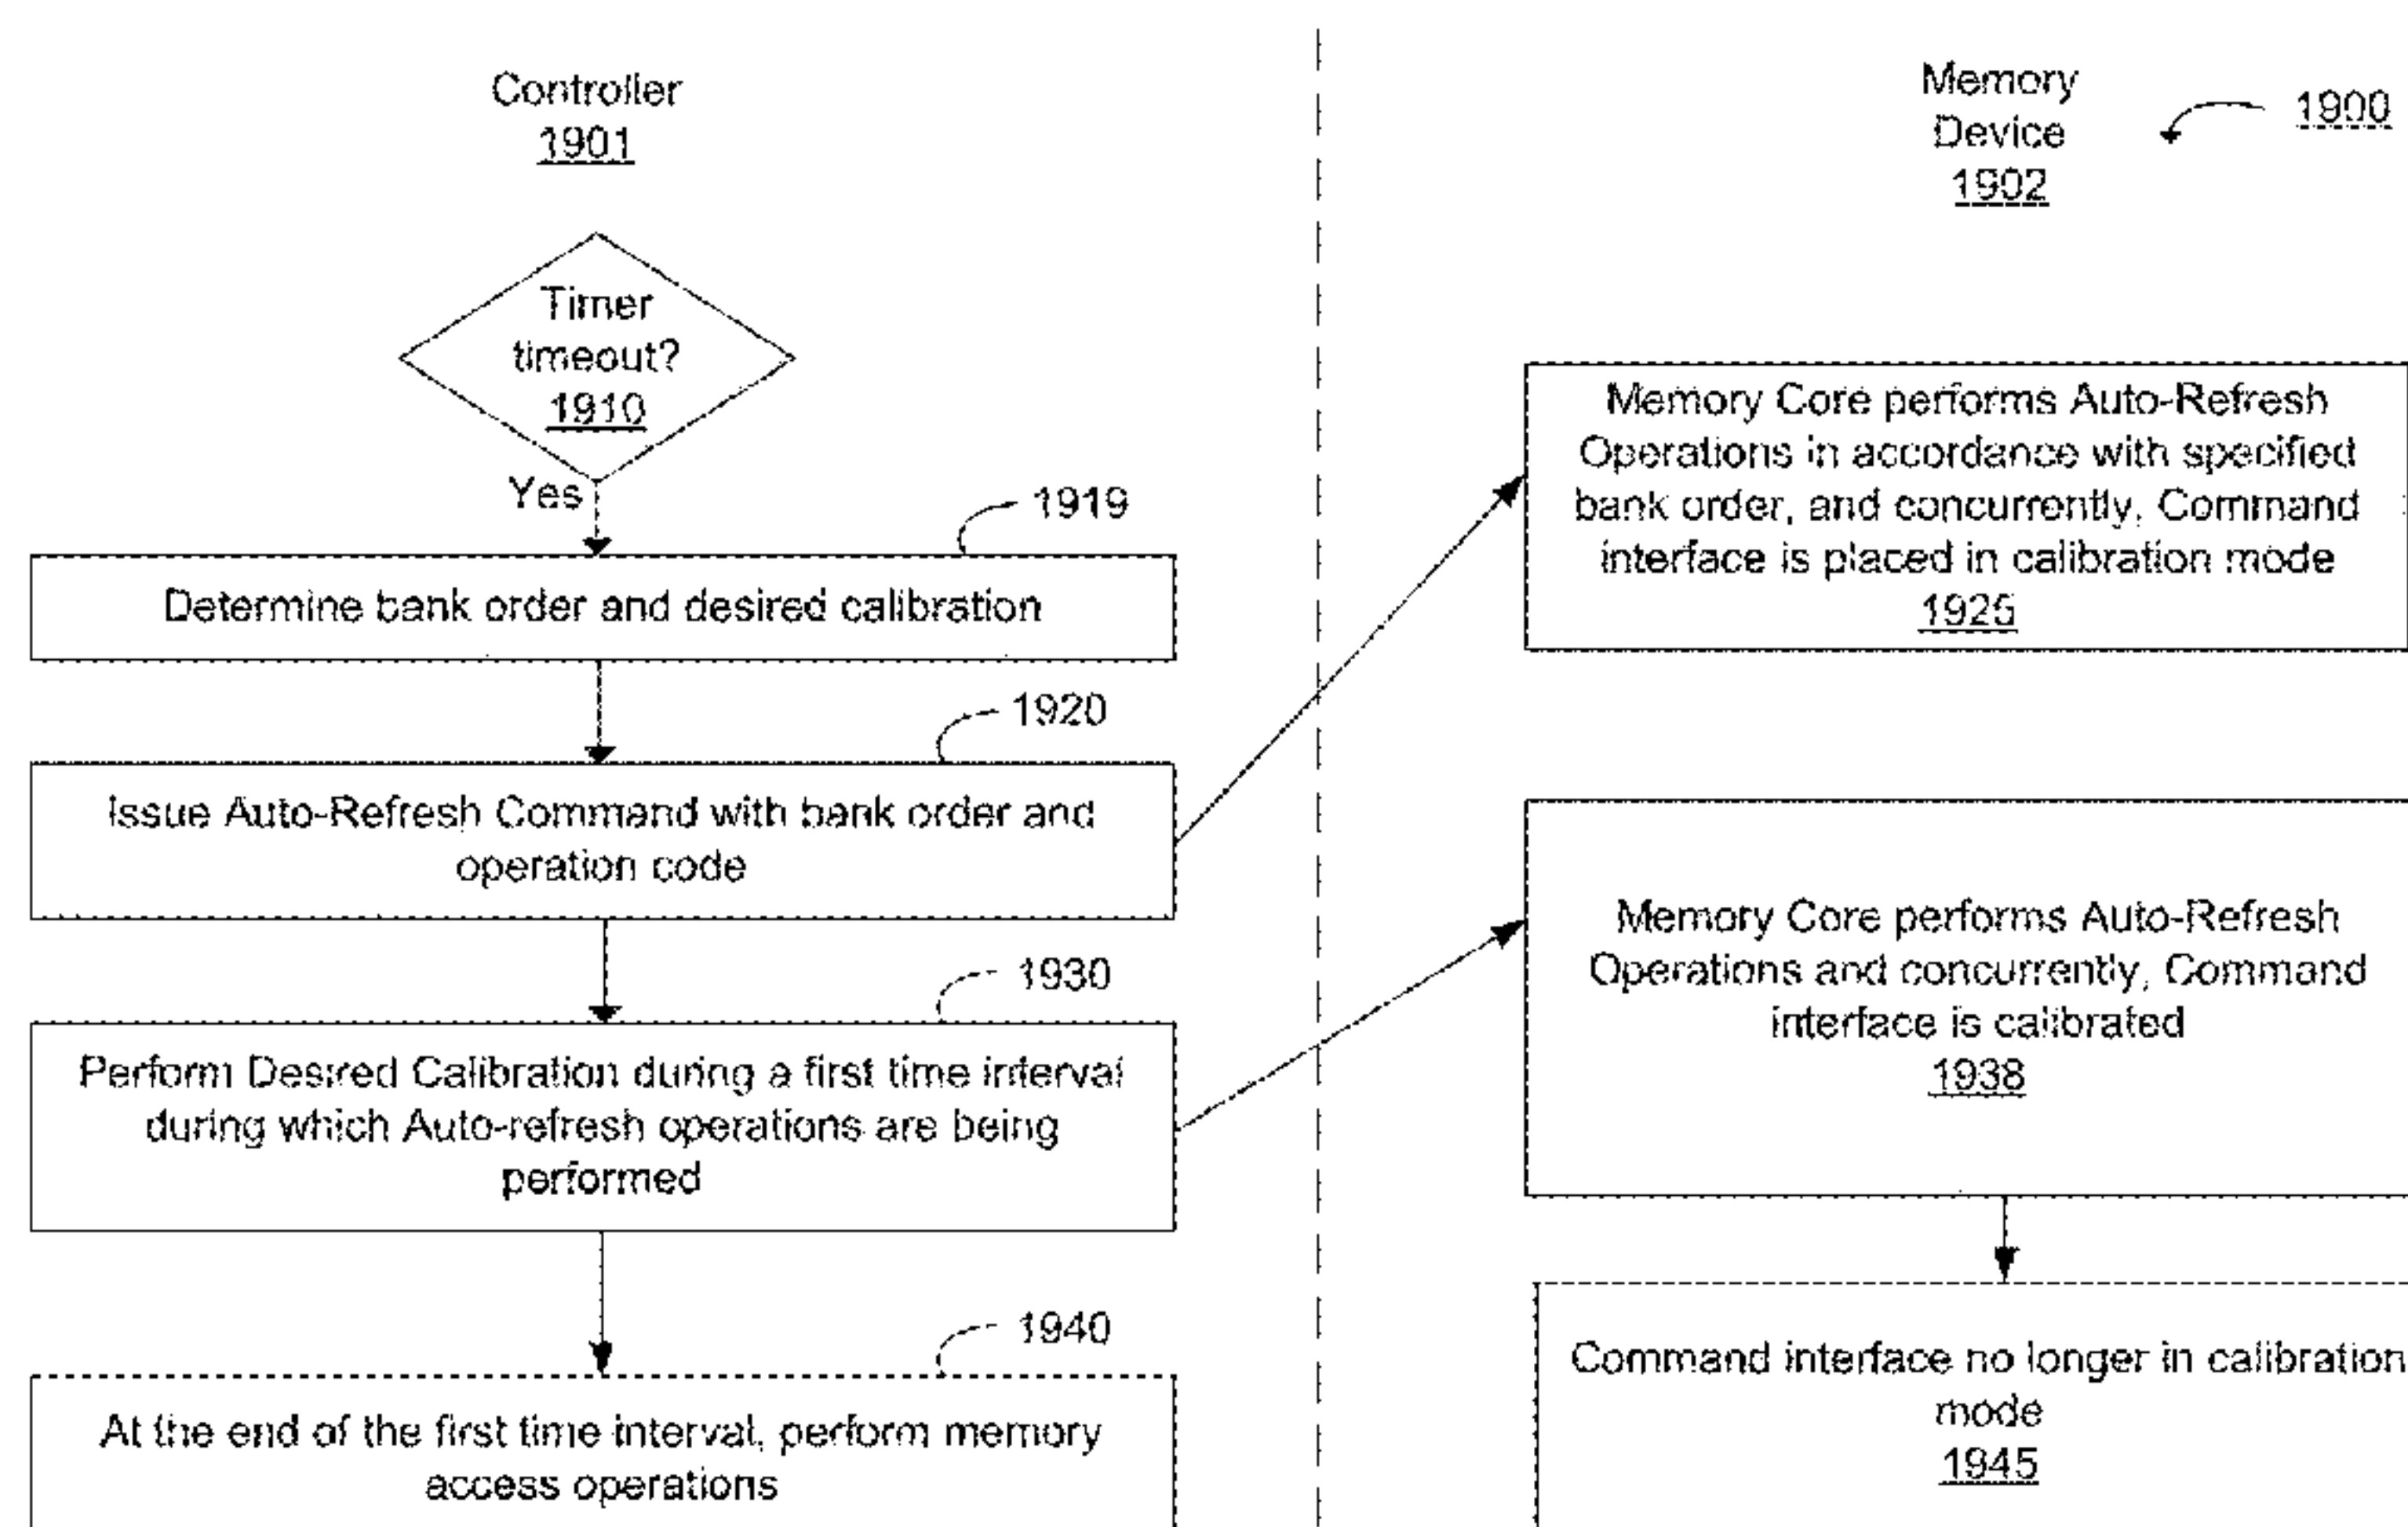 Controller
1901
Memory
Device
1902
1900
Timer
timeout?
1910
Yes
1919
Determine bank order and desired calibration
1920
Issue Auto-Refresh Command with bank order and
operation code
1930
Perform Desired Calibration during a first time interval
during which Auto-refresh operations are being
performed
1940
At the end of the first time interval, perform memory
access operations
Memory Core performs Auto-Refresh
Operations in accordance with specified
bank order, and concurrently, Command
interface is placed in calibration mode
1925
Memory Core performs Auto-Refresh
Operations and concurrently, Command
interface is calibrated
1938
Command interface no longer in calibration
mode
1945